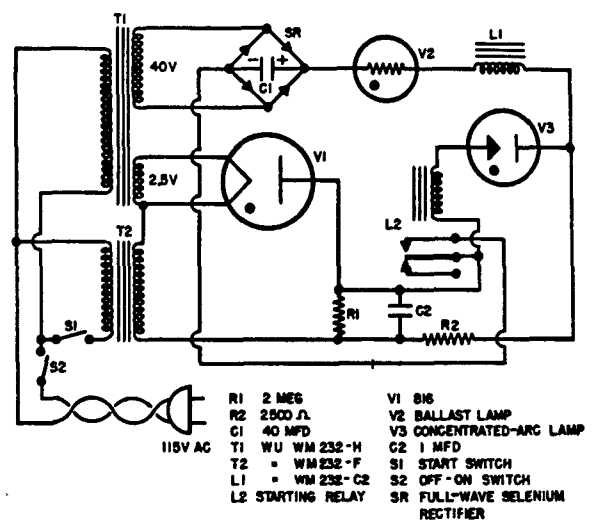 T1
SR
L1
40V
- +
C1
V2
V3
V1
2.5V
L2
T2
S1
R1
C2
R2
S2
115V AC
R1 2 MEG
R2 2500 Ω
C1 40 MFD
T1 WU WM 232-H
T2 " WM 232-F
L1 " WM 232-C2
L2 STARTING RELAY
V1 816
V2 BALLAST LAMP
V3 CONCENTRATED-ARC LAMP
C2 1 MFD
S1 START SWITCH
S2 OFF-ON SWITCH
SR FULL-WAVE SELENIUM
RECTIFIER